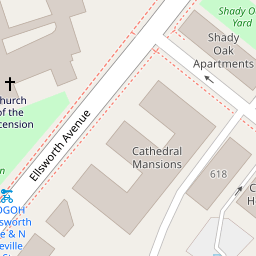 Shady Oak
Yard
Shady
Oak
Apartments
hurch
of the
cension
Ellsworth Avenue
Cathedral
Mansions
618
OGOH
sworth
e & N
eville